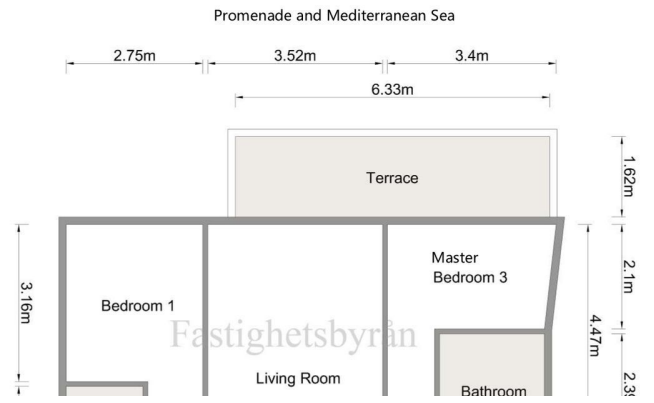 Promenade and Mediterranean Sea
2.75m
3.52m
3.4m
6.33m
Terrace
1.62m
Master
Bedroom 3
2.1m
3.16m
Bedroom 1
4.47m
Fastighetsbyrån
Living Room
Bathroom